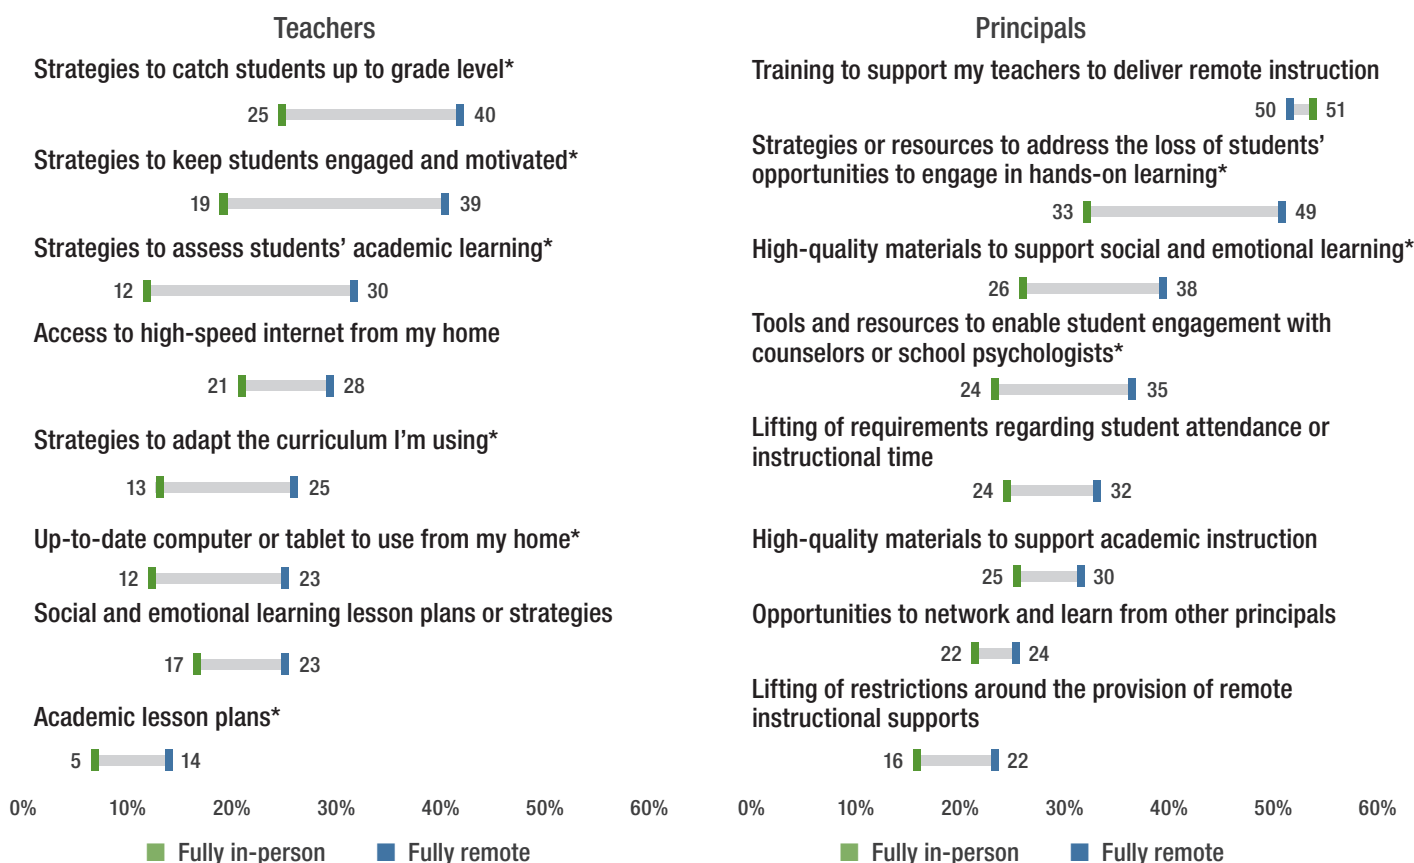 Teachers
Strategies to catch students up to grade level*
25 40
Strategies to keep students engaged and motivated*
19 39
Strategies to assess students’ academic learning*
12 30
Access to high-speed internet from my home
21 28
Strategies to adapt the curriculum I’m using*
13 25
Up-to-date computer or tablet to use from my home*
12 23
Social and emotional learning lesson plans or strategies
17 23
Academic lesson plans*
5 14
0% 10% 20% 30% 40% 50% 60%
Fully in-person Fully remote
Principals
Training to support my teachers to deliver remote instruction
50 51
Strategies or resources to address the loss of students’
opportunities to engage in hands-on learning*
33 49
High-quality materials to support social and emotional learning*
26 38
Tools and resources to enable student engagement with
counselors or school psychologists*
24 35
Lifting of requirements regarding student attendance or
instructional time
24 32
High-quality materials to support academic instruction
25 30
Opportunities to network and learn from other principals
22 24
Lifting of restrictions around the provision of remote
instructional supports
16 22
0% 10% 20% 30% 40% 50% 60%
Fully in-person Fully remote